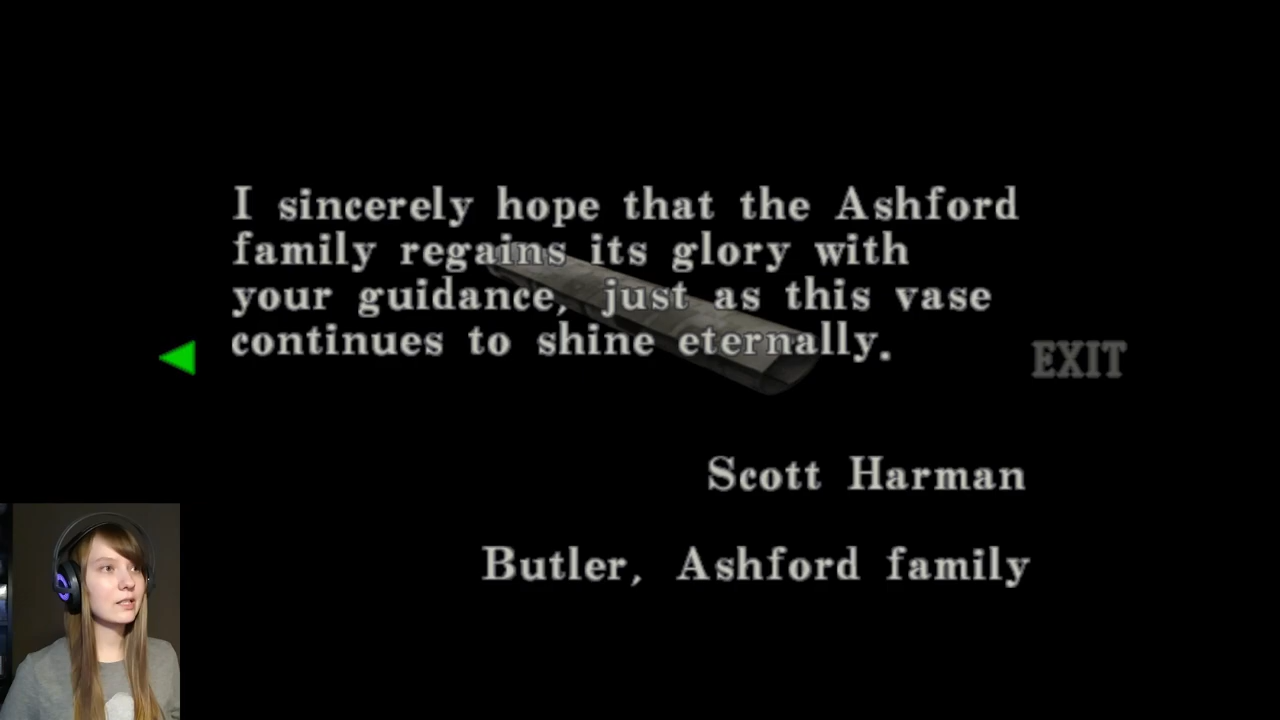 I sincerely hope that the Ashford
family regains its glory with
your guidance, just as this vase
continues to shine eternally.
EXIT
Scott Harman
Butler, Ashford family